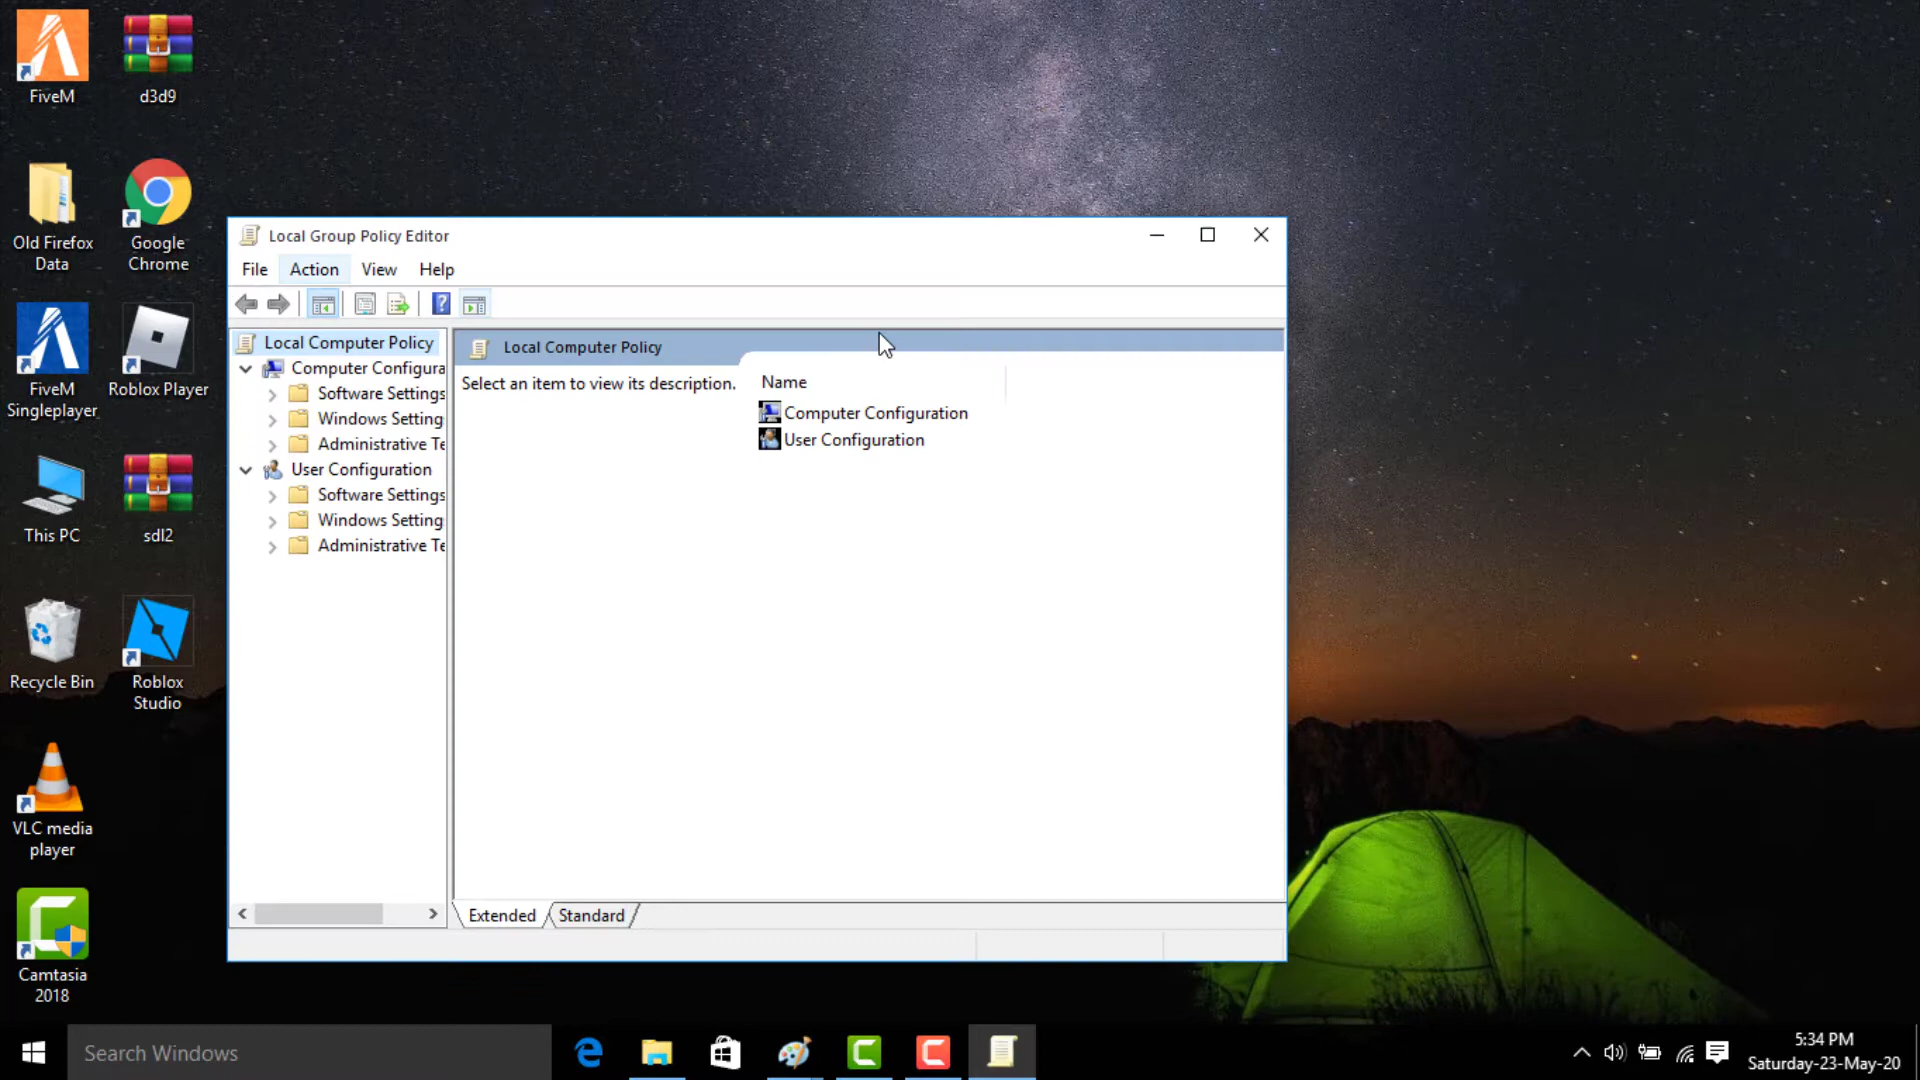 FiveM
d3d9
Old Firefox
Data
Google
Chrome
FiveM
Singleplayer
Roblox Player
This PC
sdl2
Recycle Bin
Roblox
Studio
VLC media
player
Camtasia
2018
Local Group Policy Editor
File Action View Help
Local Computer Policy
Computer Configura
Software Settings
Windows Setting
Administrative Te
User Configuration
Software Settings
Windows Setting
Administrative Te
Local Computer Policy
Select an item to view its description.
Name
Computer Configuration
User Configuration
Extended Standard
Search Windows
5:34 PM
Saturday-23-May-20